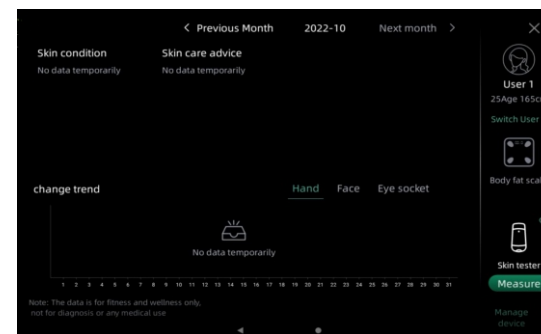 Previous Month 2022-10 Next month
Skin condition Skin care advice
No data temporarily No data temporarily
User 1
25Age 165c
Switch User
Body fat scal
change trend Hand Face Eye socket
No data temporarily
Skin tester
1 2 3 4 5 6 7 8 9 10 11 12 13 14 15 16 17 18 19 20 21 22 23 24 25 26 27 28 29 30 31
Measure
Note: The data is for fitness and wellness only,
not for diagnosis or any medical use
Manage
device